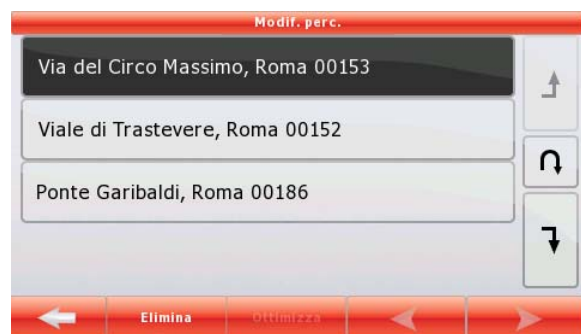 Modif. perc.
Via del Circo Massimo, Roma 00153
Viale di Trastevere, Roma 00152
Ponte Garibaldi, Roma 00186
Elimina
Ottimizza